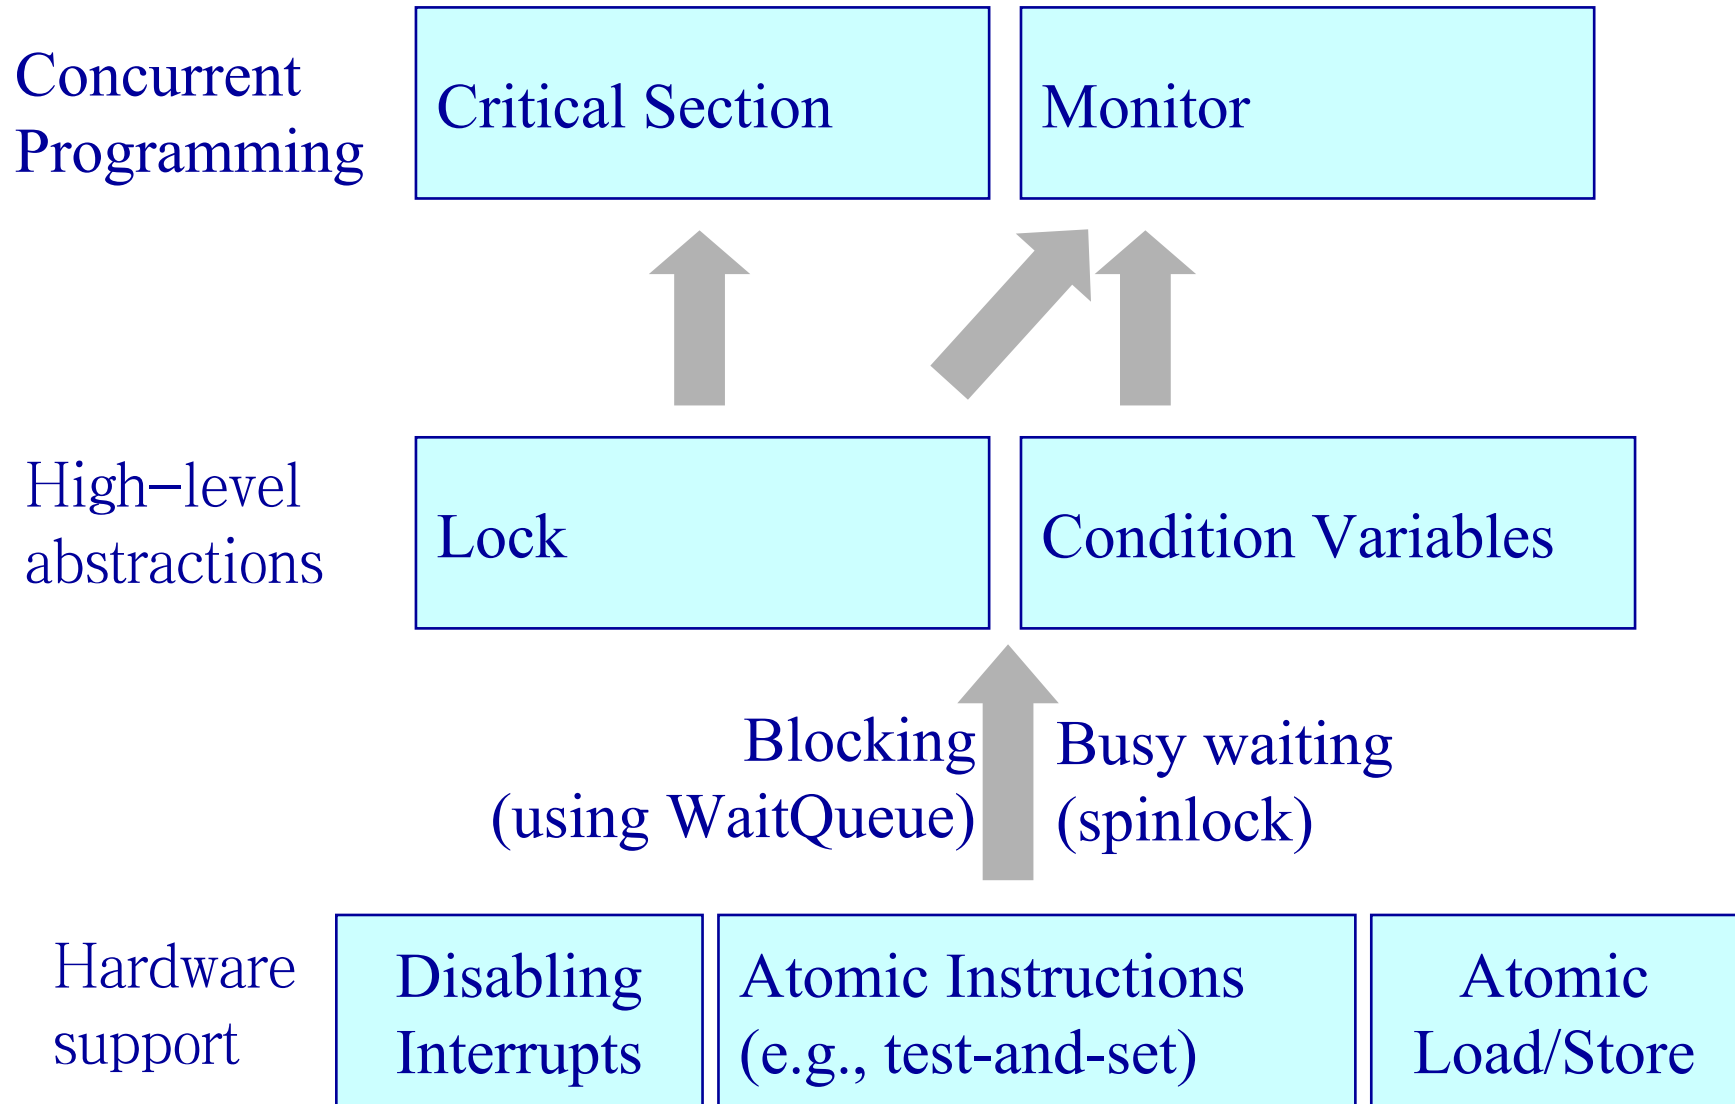 Concurrent
Programming
Critical Section
Monitor
High-level
abstractions
Lock
Condition Variables
Blocking
(using WaitQueue)
Busy waiting
(spinlock)
Hardware
support
Disabling
Interrupts
Atomic Instructions
(e.g., test-and-set)
Atomic
Load/Store